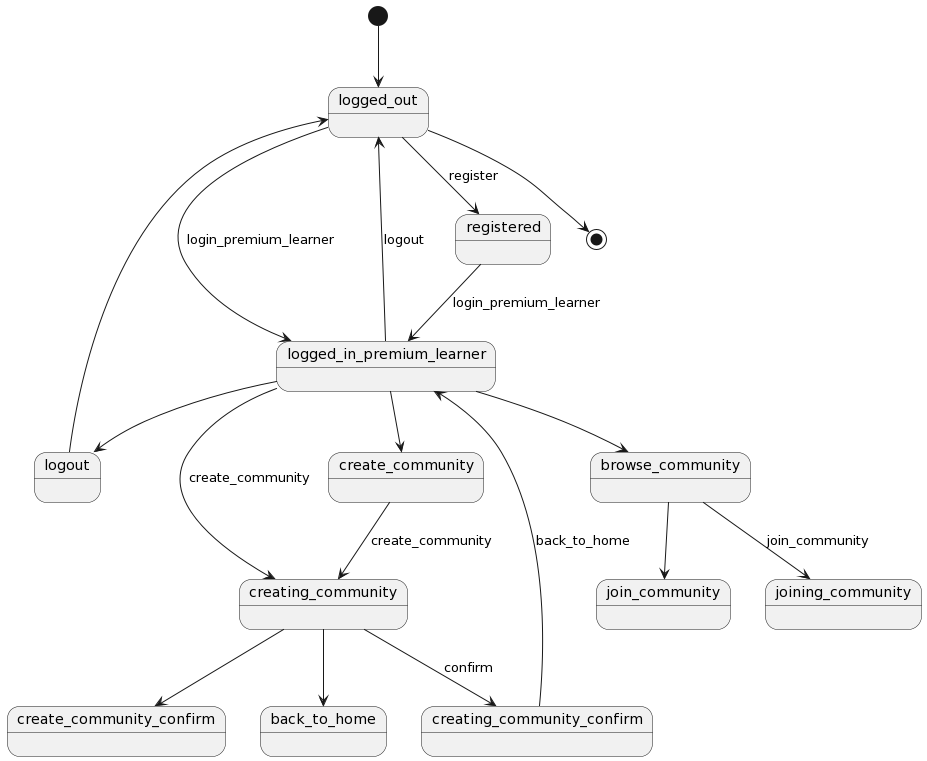 logged_out
register
registered
login_premium_learner
logout
login_premium_learner
logged_in_premium_learner
logout
create_community
browse_community
create_community
create_community
back_to_home
join_community
creating_community
join_community
joining_community
confirm
create_community_confirm
back_to_home
creating_community_confirm